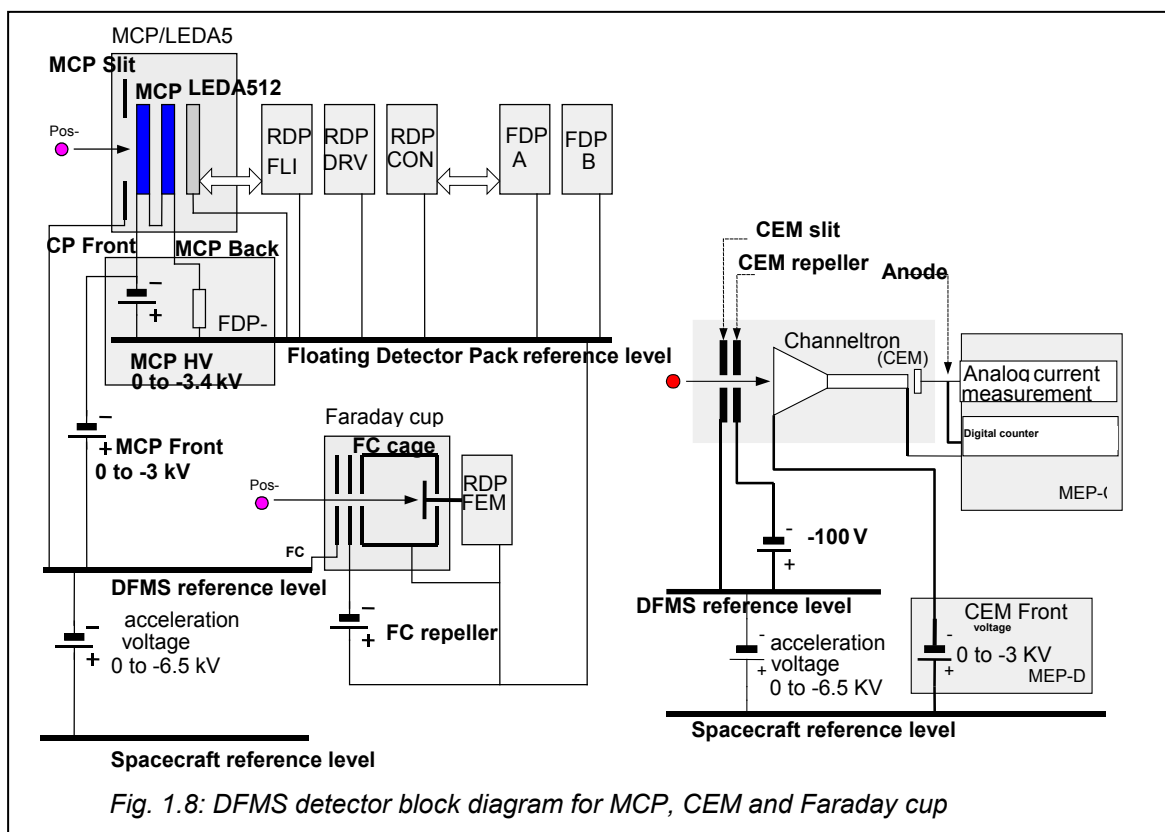 MCP/LEDA5
MCP Slit
MCP LEDA512
Pos-
RDP
FLI
RDP
DRV
RDP
CON
FDP
A
FDP
B
CP Front
MCP Back
FDP-
MCP HV
0 to -3.4 kV
Floating Detector Pack reference level
MCP Front
0 to -3 kV
Faraday cup
FC cage
Pos-
RDP
FEM
FC
DFMS reference level
acceleration
voltage
0 to -6.5 kV
FC repeller
Spacecraft reference level
CEM slit
CEM repeller
Anode
Channeltron
(CEM)
Analog current
measurement
Digital counter
MEP-
-100 V
DFMS reference level
acceleration
voltage
0 to -6.5 KV
CEM Front
voltage
0 to -3 KV
MEP-D
Spacecraft reference level
Fig. 1.8: DFMS detector block diagram for MCP, CEM and Faraday cup